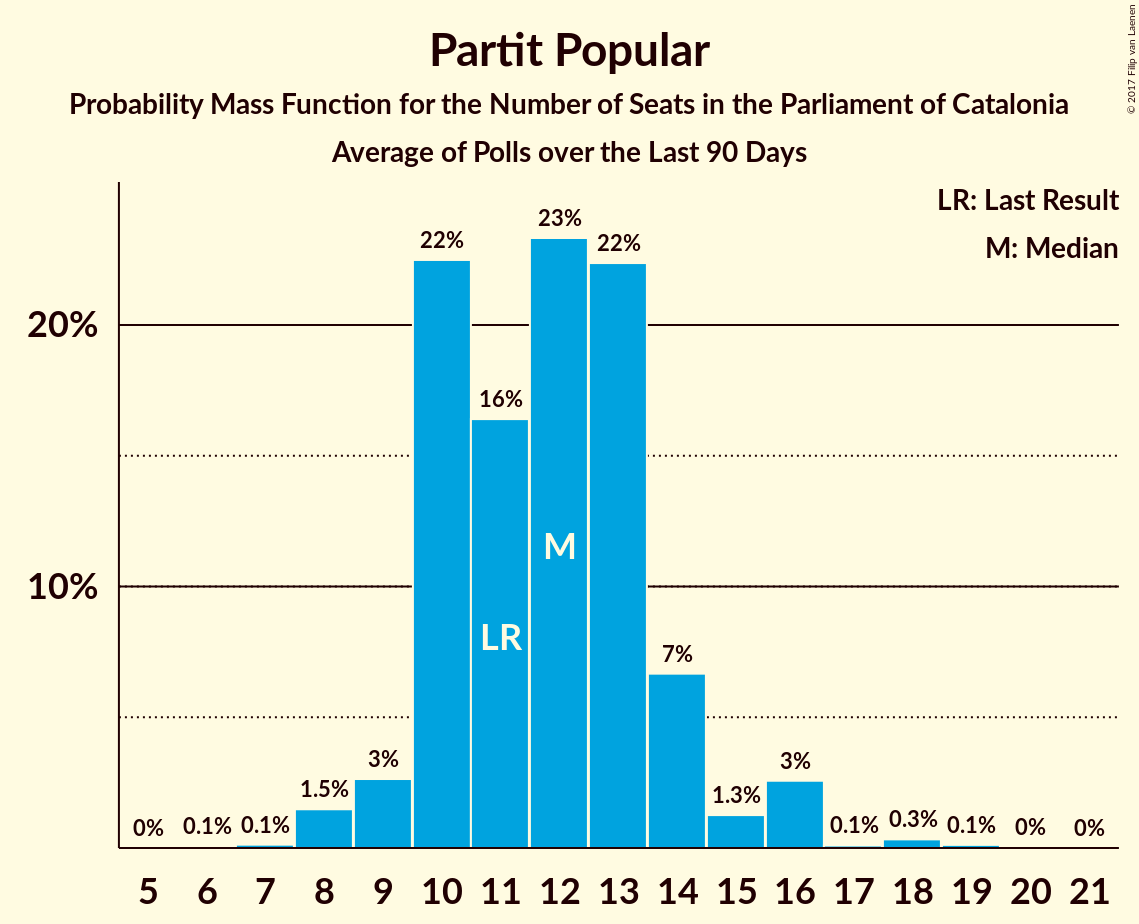 Partit Popular
Probability Mass Function for the Number of Seats in the Parliament of Catalonia
Average of Polls over the Last 90 Days
© 2017 Filip van Laenen
LR: Last Result
M: Median
20%
10%
0% 0.1% 0.1% 1.5% 3% 22% 16% 23% 22% 7% 1.3% 3% 0.1% 0.3% 0.1% 0% 0%
M
LR
5 6 7 8 9 10 11 12 13 14 15 16 17 18 19 20 21